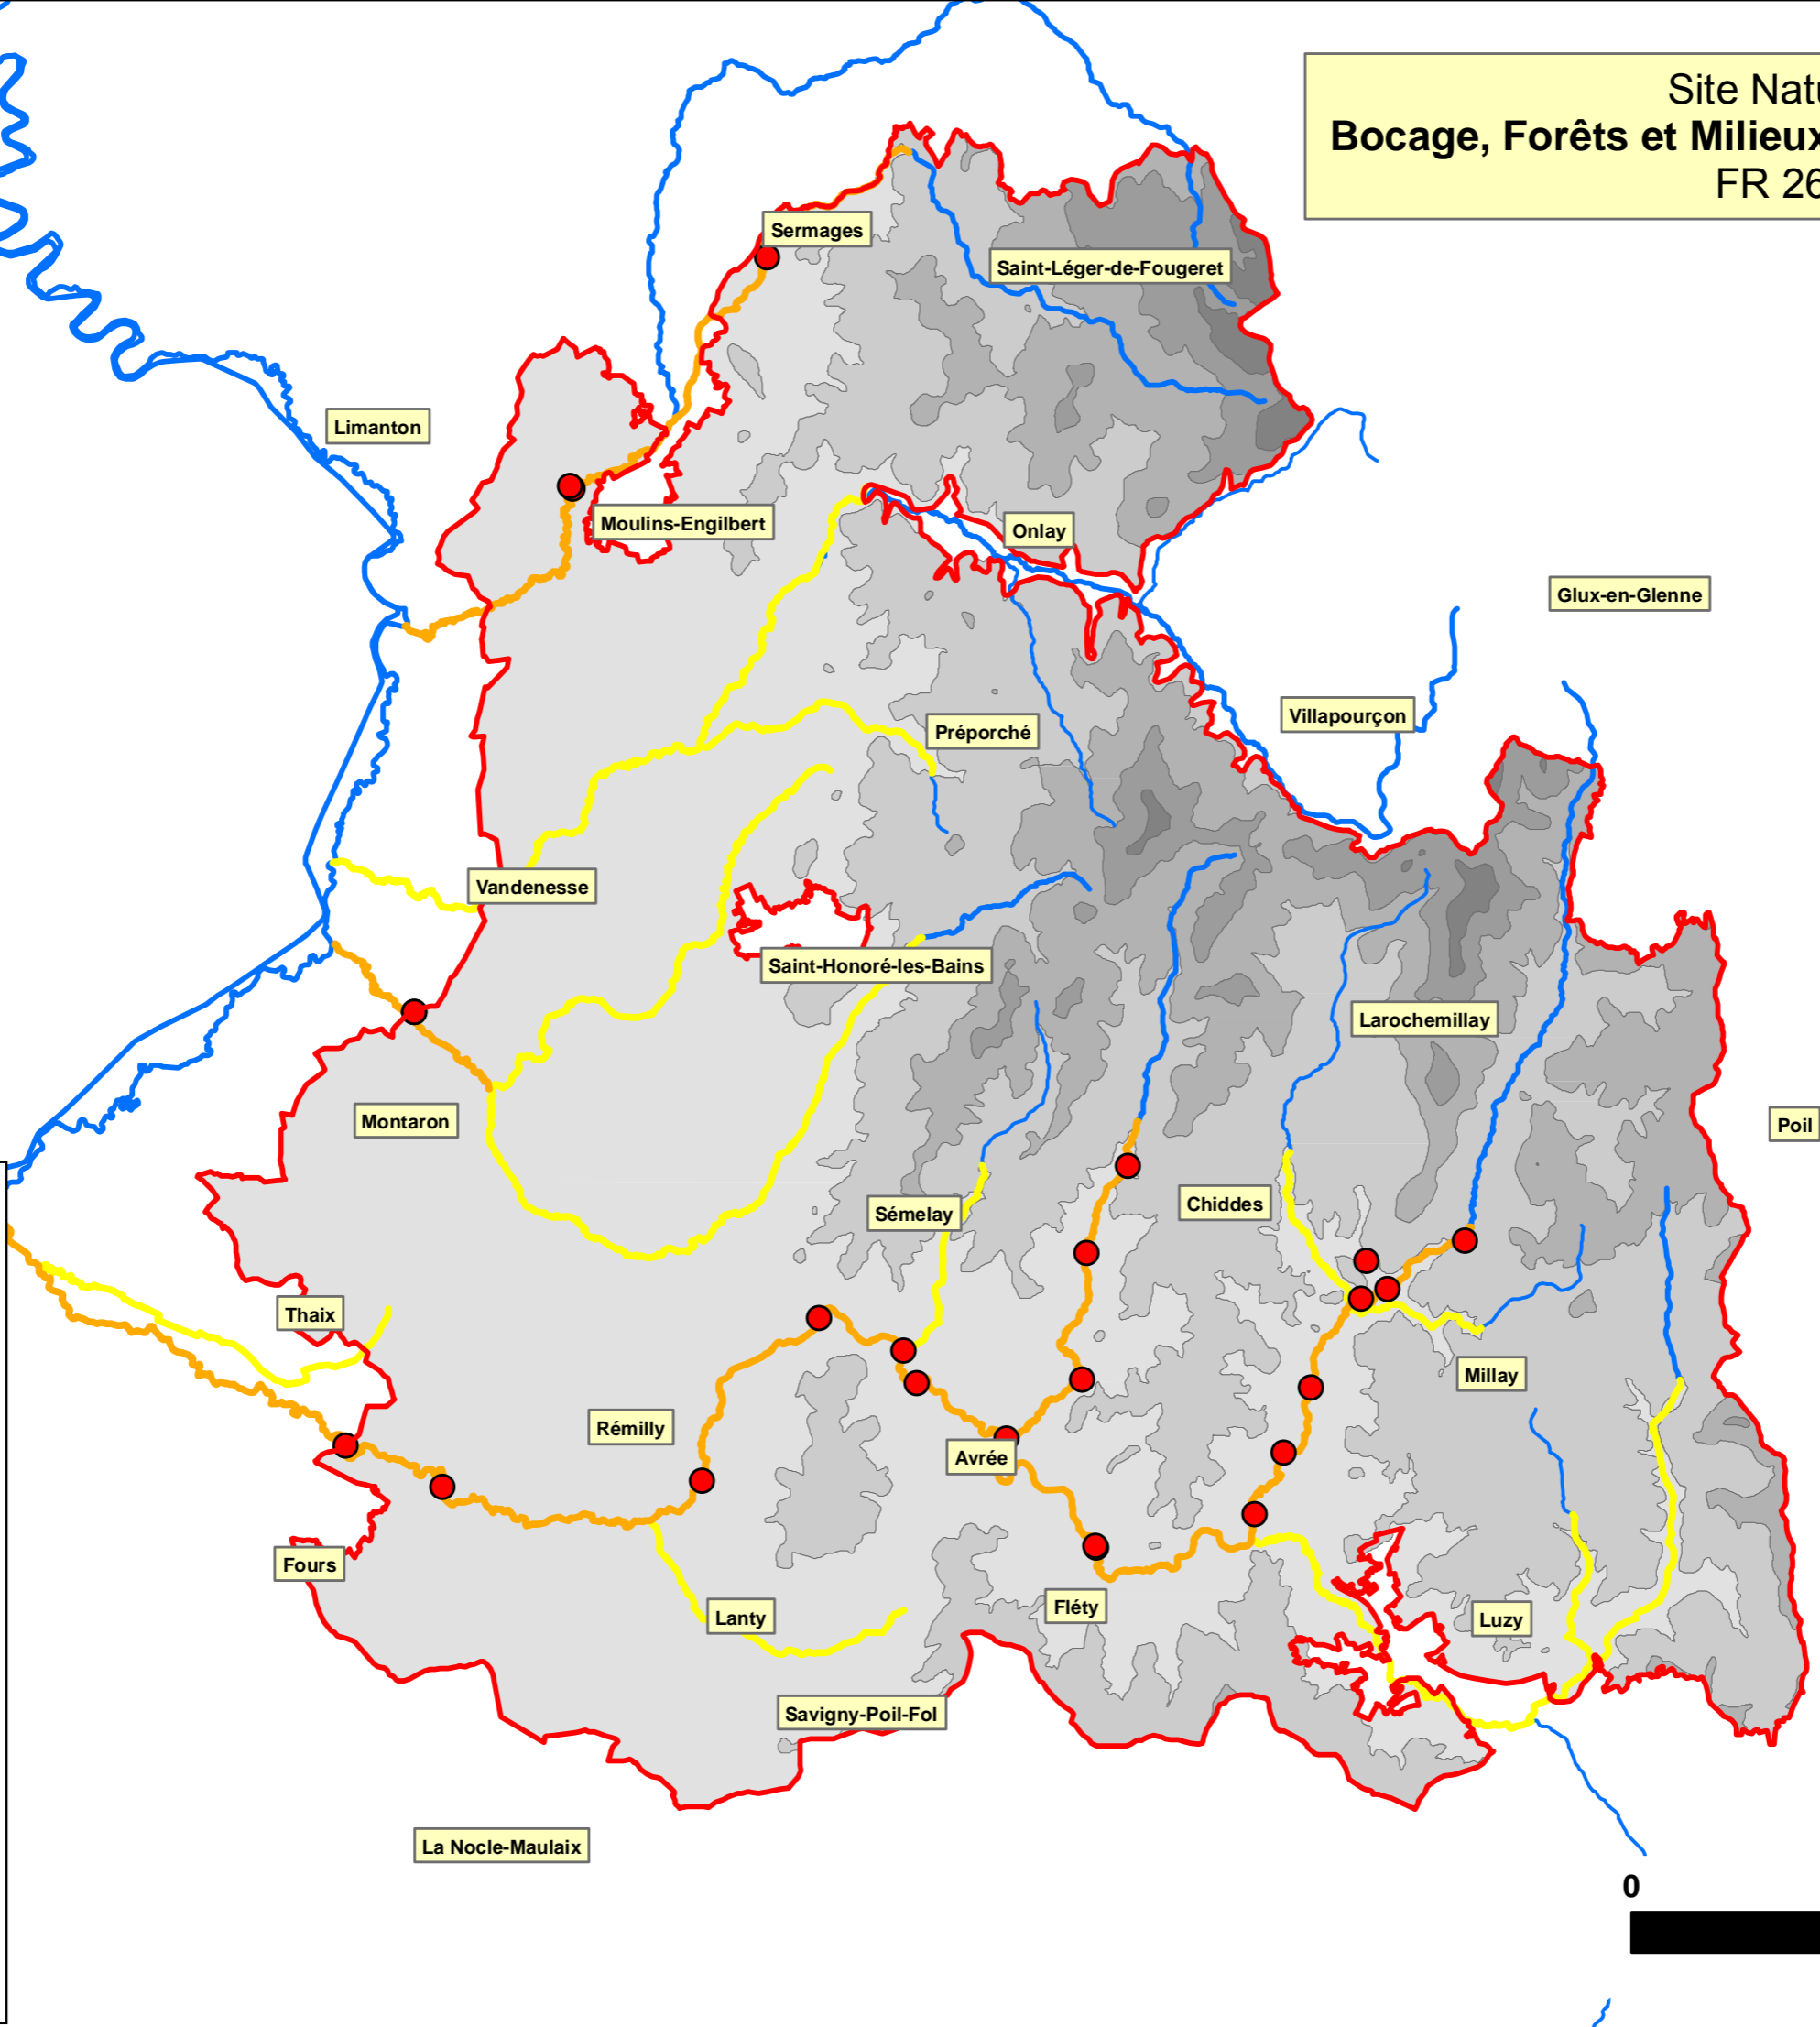 Site Natu
Bocage, Forêts et Milieux
FR 26
Sermages
Saint-Léger-de-Fougeret
Limanton
Moulins-Engilbert
Onlay
Glux-en-Glenne
Villapourçon
Préporché
Vandenesse
Saint-Honoré-les-Bains
Larochemillay
Montaron
Poil
Chiddes
Sémelay
Thaix
Millay
Rémilly
Avrée
Fours
Fléty
Lanty
Luzy
Savigny-Poil-Fol
La Nocle-Maulaix
0